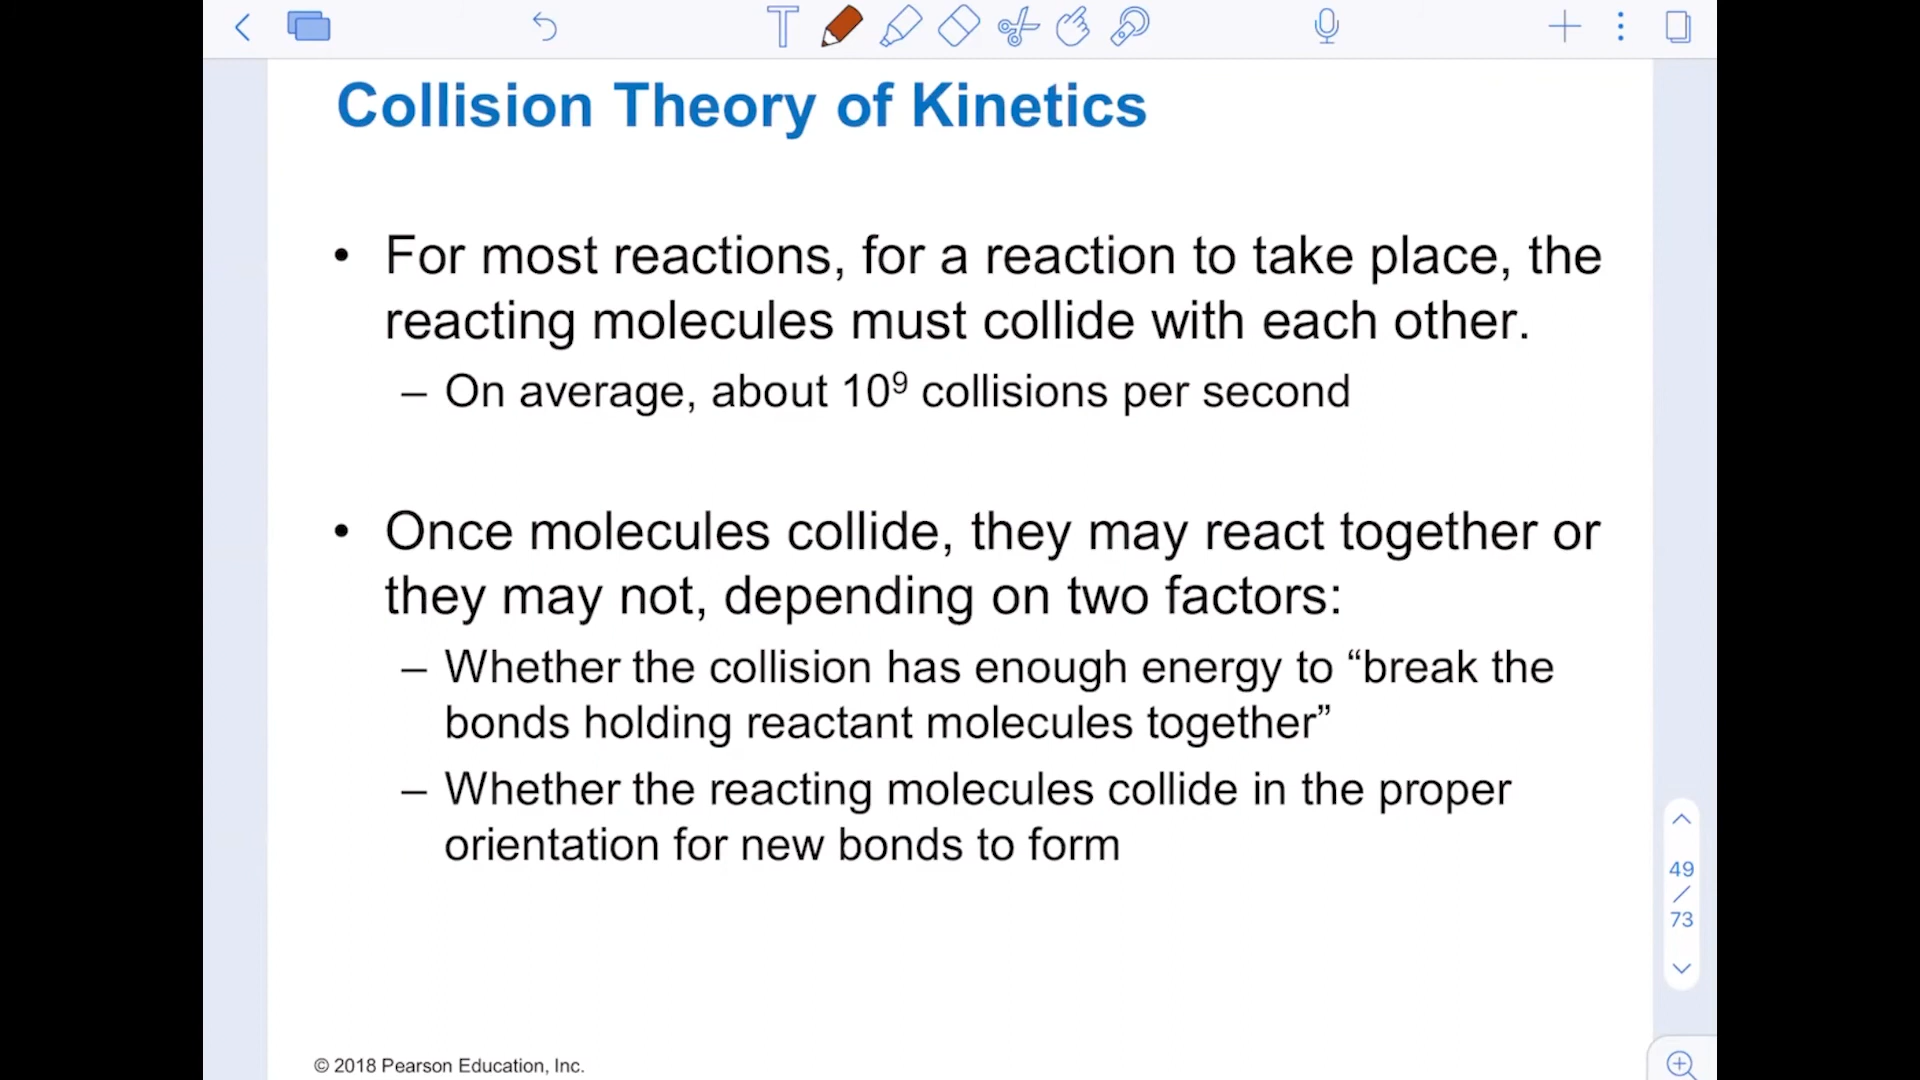 Collision Theory of Kinetics
• For most reactions, for a reaction to take place, the
reacting molecules must collide with each other.
– On average, about 10⁹ collisions per second
• Once molecules collide, they may react together or
they may not, depending on two factors:
– Whether the collision has enough energy to “break the
bonds holding reactant molecules together”
– Whether the reacting molecules collide in the proper
orientation for new bonds to form
49
/
73
© 2018 Pearson Education, Inc.